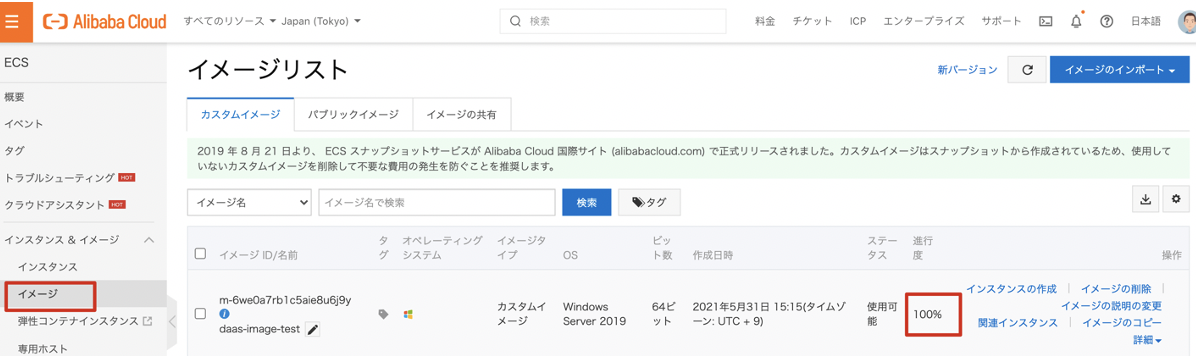 Alibaba Cloud すべてのリソース Japan (Tokyo) 検索 料金 チケット ICP エンタープライズ サポート 日本語
ECS
概要
イベント
タグ
トラブルシューティング HOT
クラウドアシスタント HOT
インスタンス & イメージ
インスタンス
イメージ
弾性コンテナインスタンス
専用ホスト
イメージリスト
新バージョン イメージのインポート
カスタムイメージ パブリックイメージ イメージの共有
2019 年 8 月 21 日より、 ECS スナップショットサービスが Alibaba Cloud 国際サイト (alibabacloud.com) で正式リリースされました。カスタムイメージはスナップショットから作成されているため、使用して
いないカスタムイメージを削除して不要な費用の発生を防ぐことを推奨します。
イメージ名 イメージ名で検索 検索 タグ
イメージ ID/名前
タ
グ
オペレーティング
システム
イメージタ
イプ
OS
ビッ
ト数
作成日時
ステー
タス
進行
度
操作
m-6we0a7rb1c5aie8u6j9y
daas-image-test
カスタムイ
メージ
Windows
Server 2019
64ビ
ット
2021年5月31日 15:15(タイムゾ
ーン: UTC + 9)
使用可
能
100%
インスタンスの作成 | イメージの削除 |
イメージの説明の変更
関連インスタンス | イメージのコピー
詳細